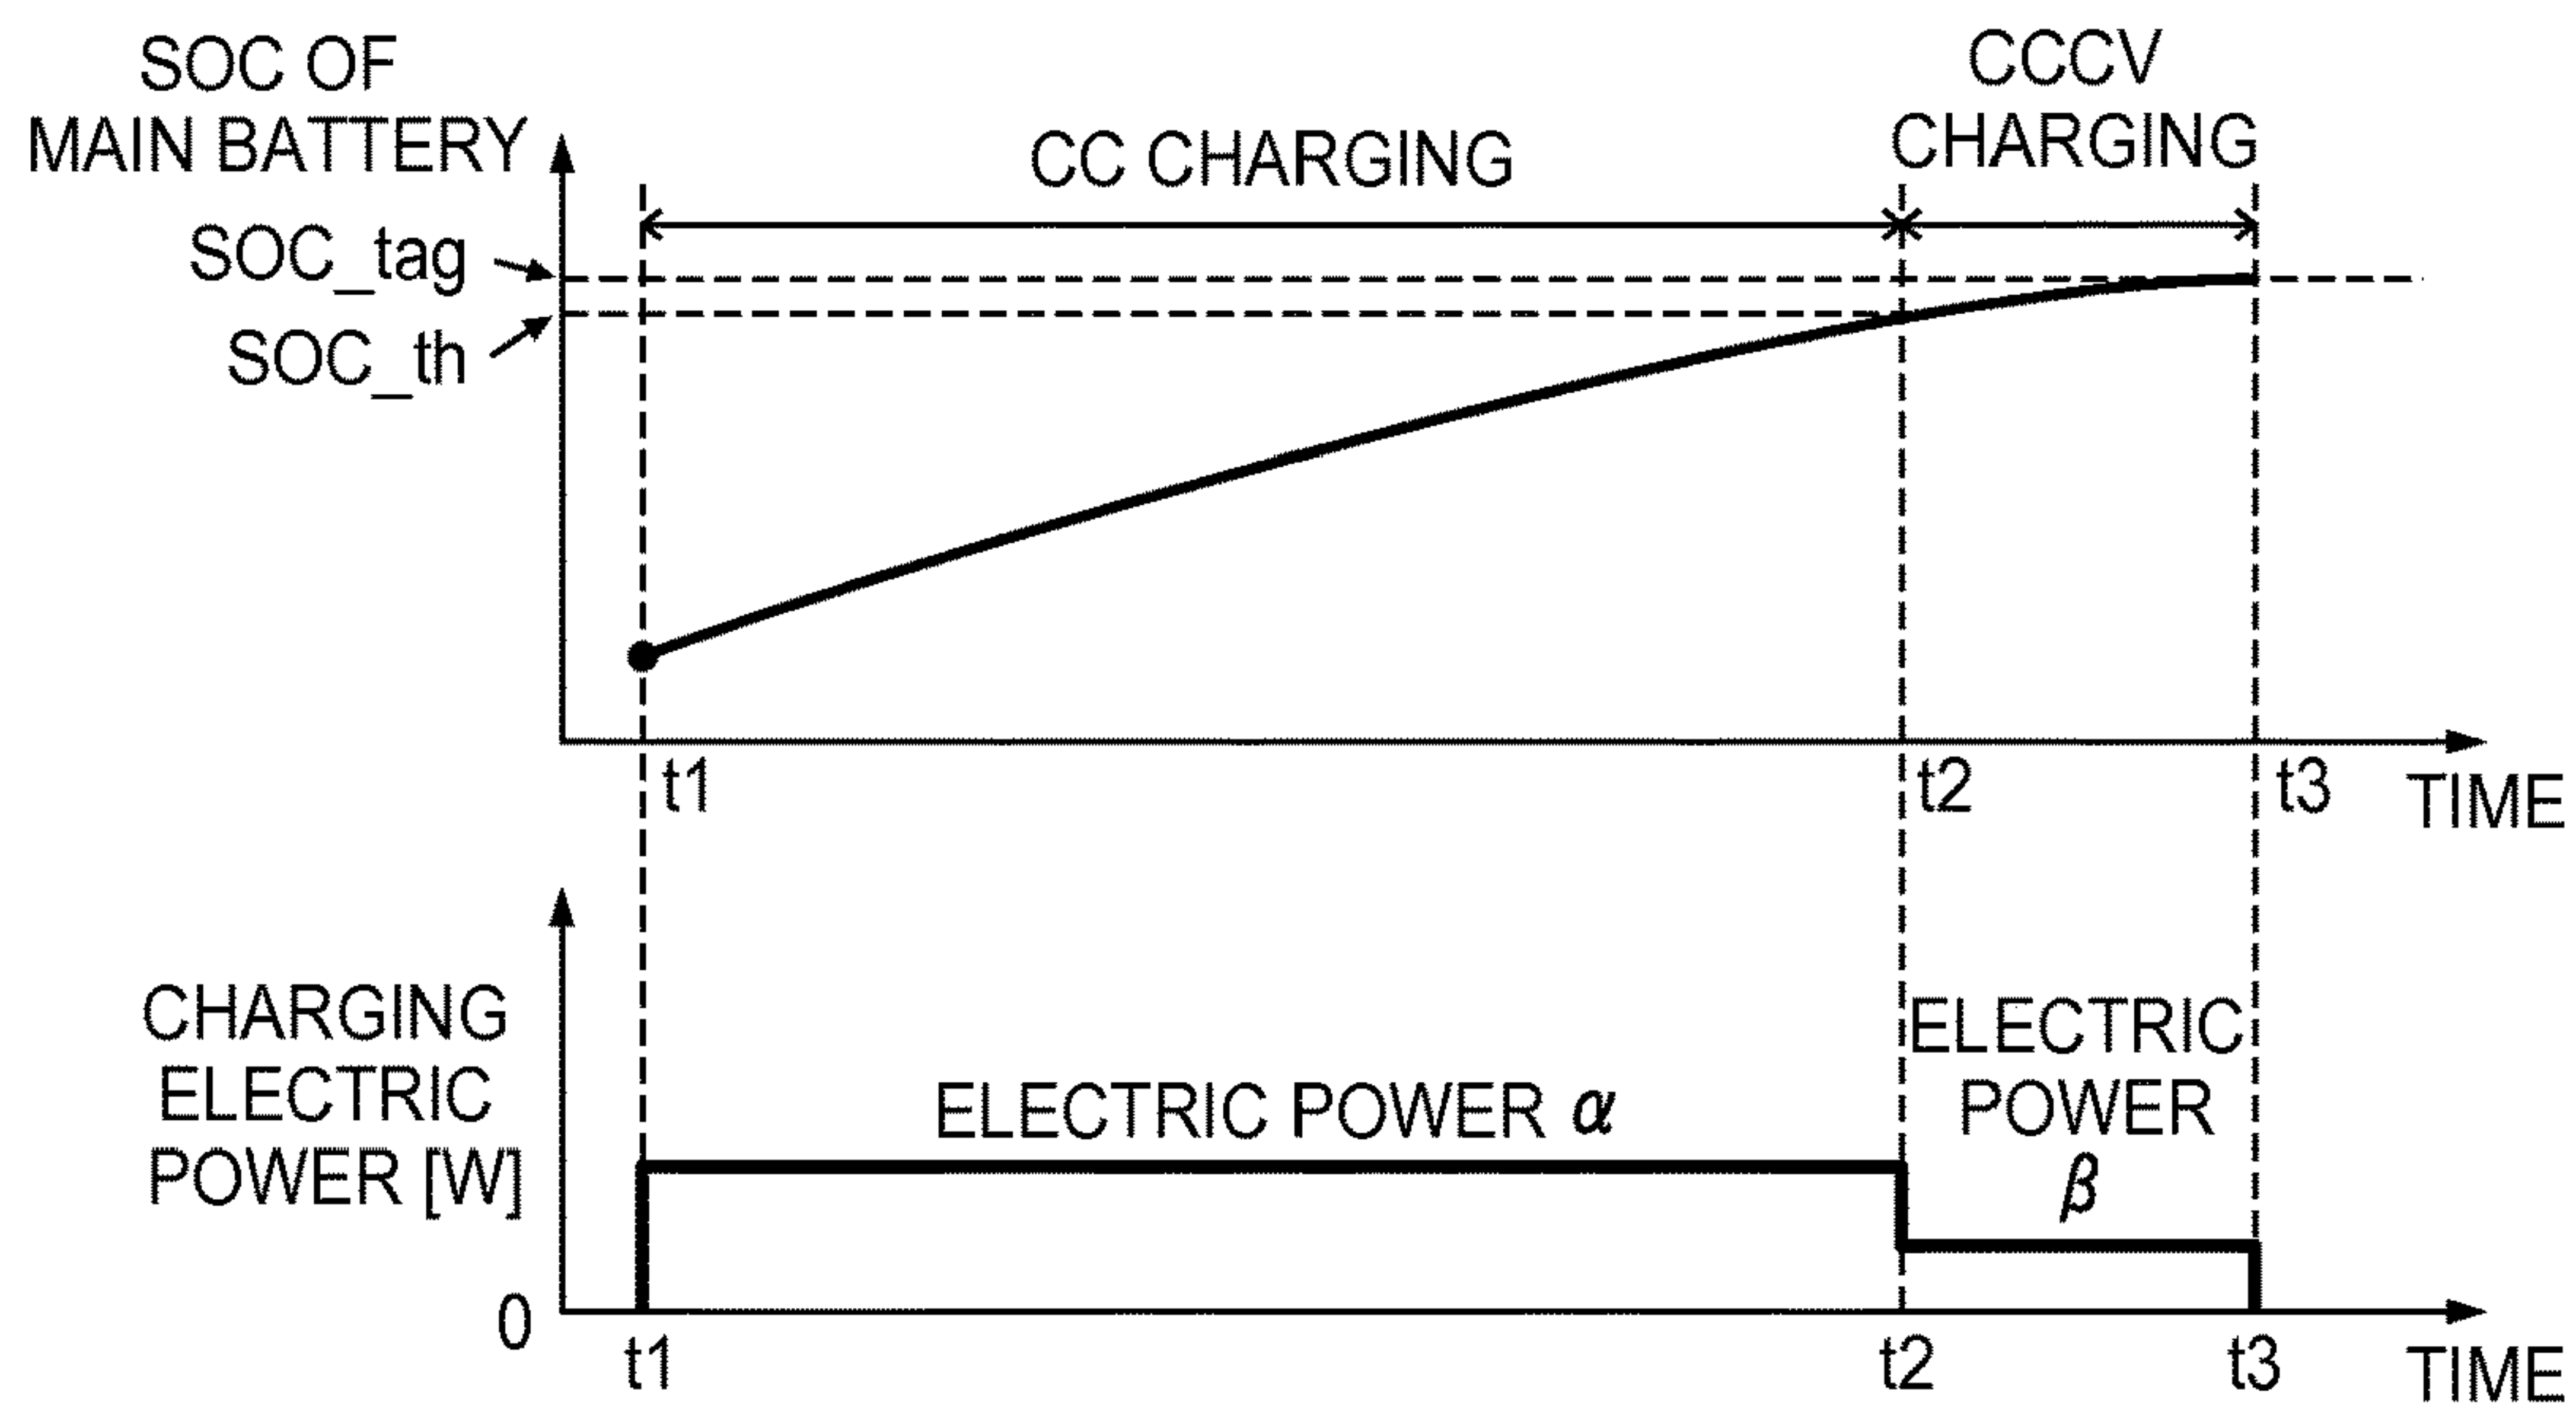 SOC OF
MAIN BATTERY
CC CHARGING
CCCV
CHARGING
SOC_tag
SOC_th
t1
t2
t3
TIME
CHARGING
ELECTRIC
POWER [W]
ELECTRIC POWER α
ELECTRIC
POWER
β
0
t1
t2
t3
TIME